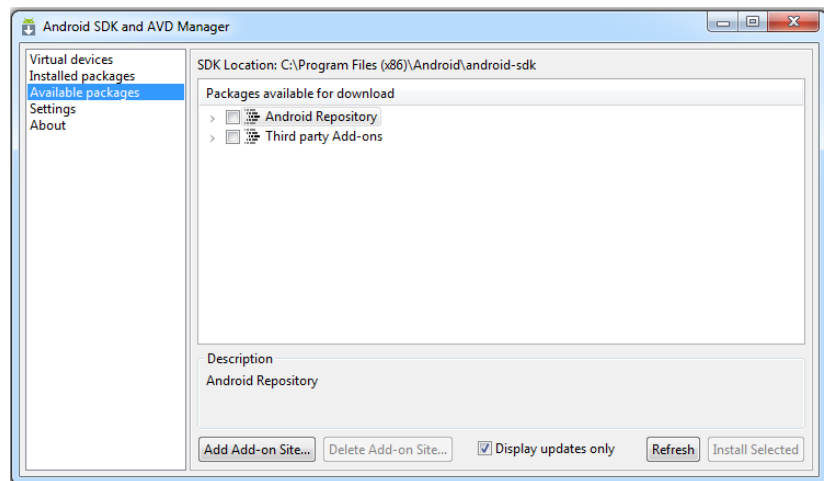 Android SDK and AVD Manager
Virtual devices
Installed packages
Available packages
Settings
About
SDK Location: C:\Program Files (x86)\Android\android-sdk
Packages available for download
Android Repository
Third party Add-ons
Description
Android Repository
Add Add-on Site... Delete Add-on Site... Display updates only Refresh Install Selected